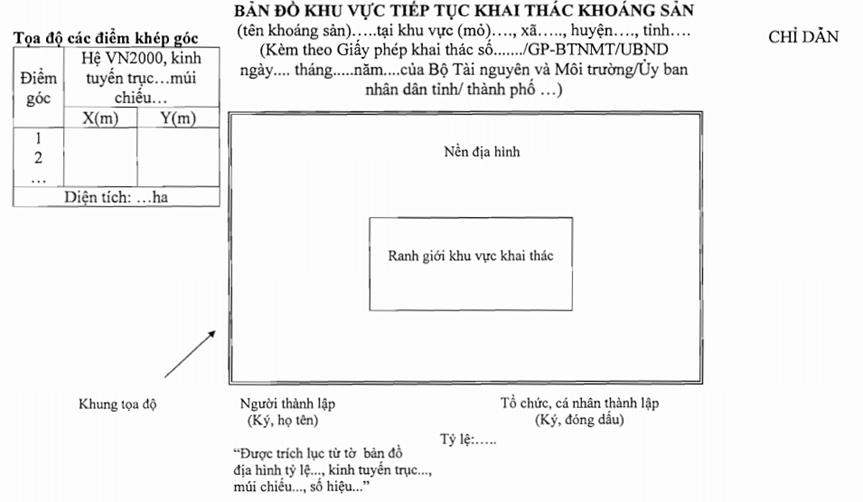 BẢN ĐỒ KHU VỰC TIẾP TỤC KHAI THÁC KHOÁNG SẢN
(tên khoáng sản)…..tại khu vực (mỏ)…., xã….., huyện…., tỉnh….
(Kèm theo Giấy phép khai thác số......./GP-BTNMT/UBND
ngày.... tháng.....năm....của Bộ Tài nguyên và Môi trường/Ủy ban
nhân dân tỉnh/ thành phố …)
CHỈ DẪN
Tọa độ các điểm khép góc
Điểm
góc
Hệ VN2000, kinh
tuyến trục…múi
chiếu…
X(m) Y(m)
1
2
…
Diện tích: …ha
Nền địa hình
Ranh giới khu vực khai thác
Khung tọa độ
Người thành lập
(Ký, họ tên)
Tổ chức, cá nhân thành lập
(Ký, đóng dấu)
Tỷ lệ:…..
“Được trích lục từ tờ bản đồ
địa hình tỷ lệ..., kinh tuyến trục...,
múi chiếu..., số hiệu...”